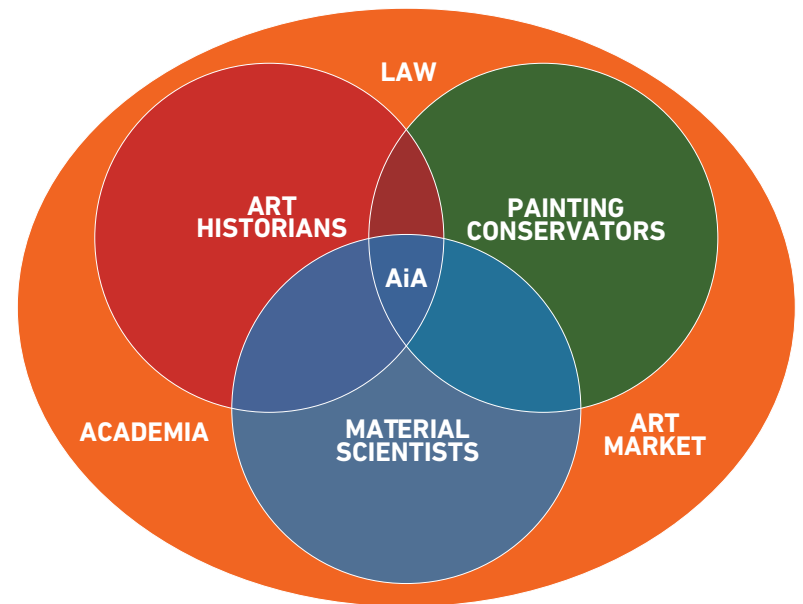 LAW
ART
HISTORIANS
PAINTING
CONSERVATORS
AiA
ACADEMIA
MATERIAL
SCIENTISTS
ART
MARKET